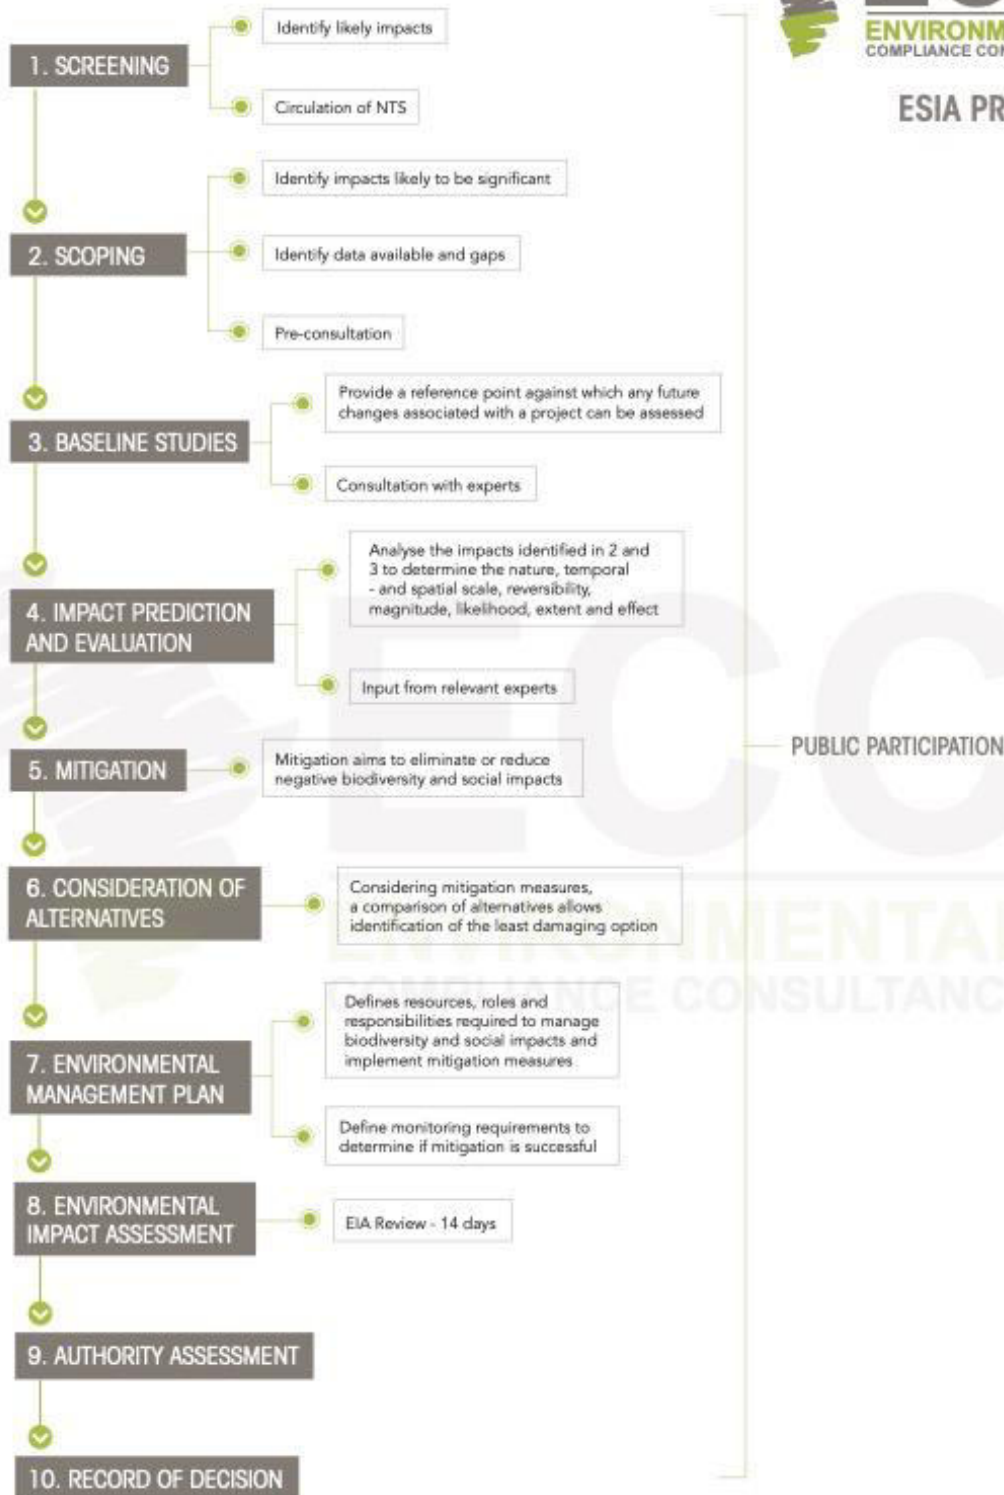 ENVIRONM
COMPLIANCE CON
ESIA PR
1. SCREENING
Identify likely impacts
Circulation of NTS
2. SCOPING
Identify impacts likely to be significant
Identify data available and gaps
Pre-consultation
3. BASELINE STUDIES
Provide a reference point against which any future
changes associated with a project can be assessed
Consultation with experts
4. IMPACT PREDICTION
AND EVALUATION
Analyse the impacts identified in 2 and
3 to determine the nature, temporal
- and spatial scale, reversibility,
magnitude, likelihood, extent and effect
Input from relevant experts
5. MITIGATION
Mitigation aims to eliminate or reduce
negative biodiversity and social impacts
6. CONSIDERATION OF
ALTERNATIVES
Considering mitigation measures,
a comparison of alternatives allows
identification of the least damaging option
7. ENVIRONMENTAL
MANAGEMENT PLAN
Defines resources, roles and
responsibilities required to manage
biodiversity and social impacts and
implement mitigation measures
Define monitoring requirements to
determine if mitigation is successful
8. ENVIRONMENTAL
IMPACT ASSESSMENT
EIA Review - 14 days
9. AUTHORITY ASSESSMENT
10. RECORD OF DECISION
PUBLIC PARTICIPATION
ECC
ENVIRONMENTA
COMPLIANCE CONSULTANC